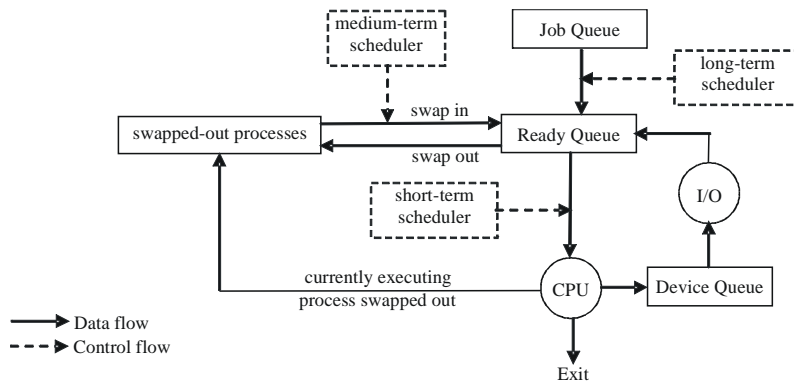 medium-term
scheduler
Job Queue
long-term
scheduler
swap in
swapped-out processes
Ready Queue
swap out
short-term
scheduler
I/O
currently executing
process swapped out
CPU
Device Queue
Data flow
Control flow
Exit